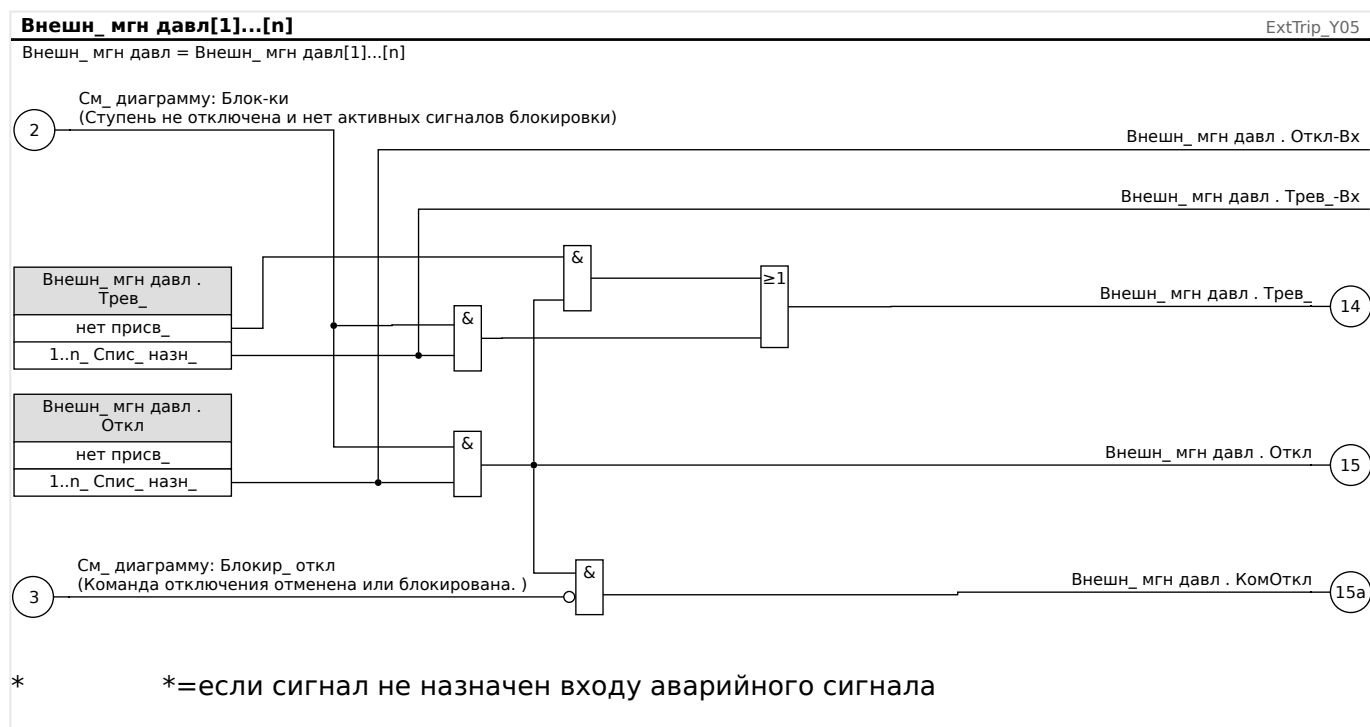 Внешн_ мгн давл[1]...[n]
ExtTrip_Y05
Внешн_ мгн давл = Внешн_ мгн давл[1]...[n]
См_ диаграмму: Блок-ки
(Ступень не отключена и нет активных сигналов блокировки)
2
Внешн_ мгн давл . Откл-Вх
Внешн_ мгн давл . Трев_-Вх
&
Внешн_ мгн давл .
Трев_
≥1
Внешн_ мгн давл . Трев_
14
нет присв_
&
1..n_ Спис_ назн_
Внешн_ мгн давл .
Откл
&
нет присв_
Внешн_ мгн давл . Откл
15
1..n_ Спис_ назн_
См_ диаграмму: Блокир_ откл
(Команда отключения отменена или блокирована. )
3
&
Внешн_ мгн давл . КомОткл
15a
* *=если сигнал не назначен входу аварийного сигнала